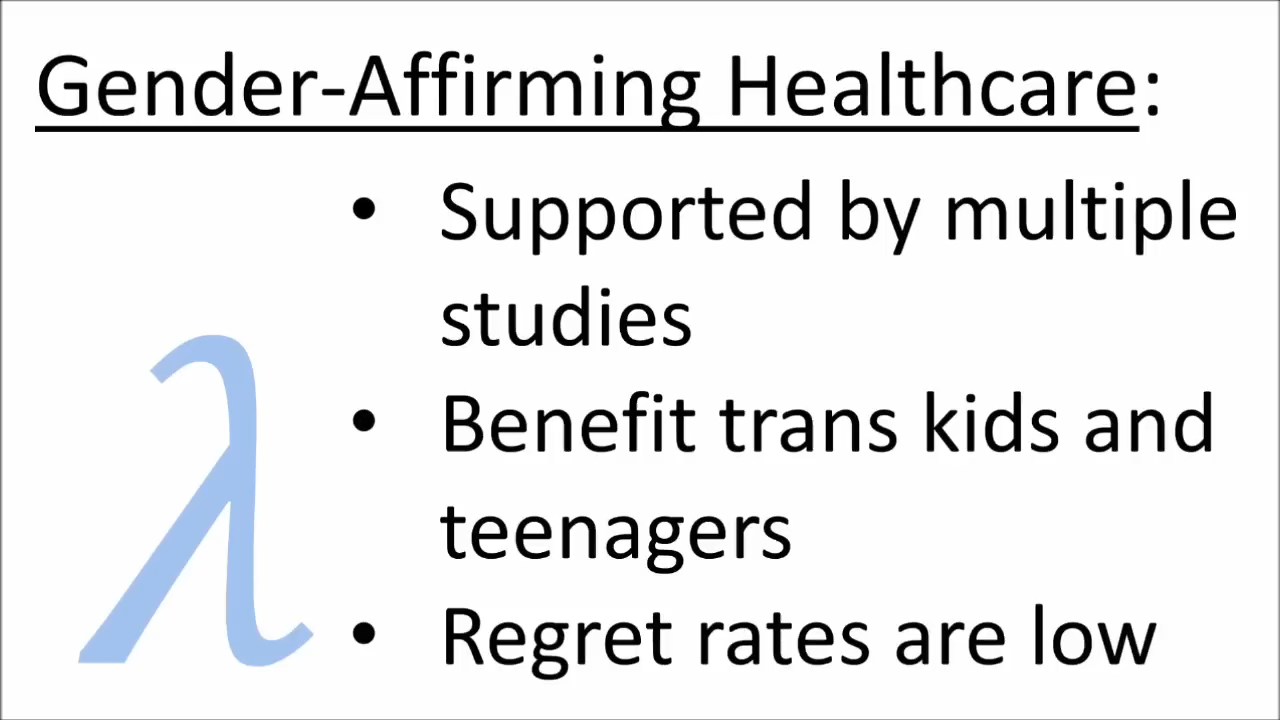 Gender-Affirming Healthcare:
• Supported by multiple
studies
• Benefit trans kids and
teenagers
• Regret rates are low
λ